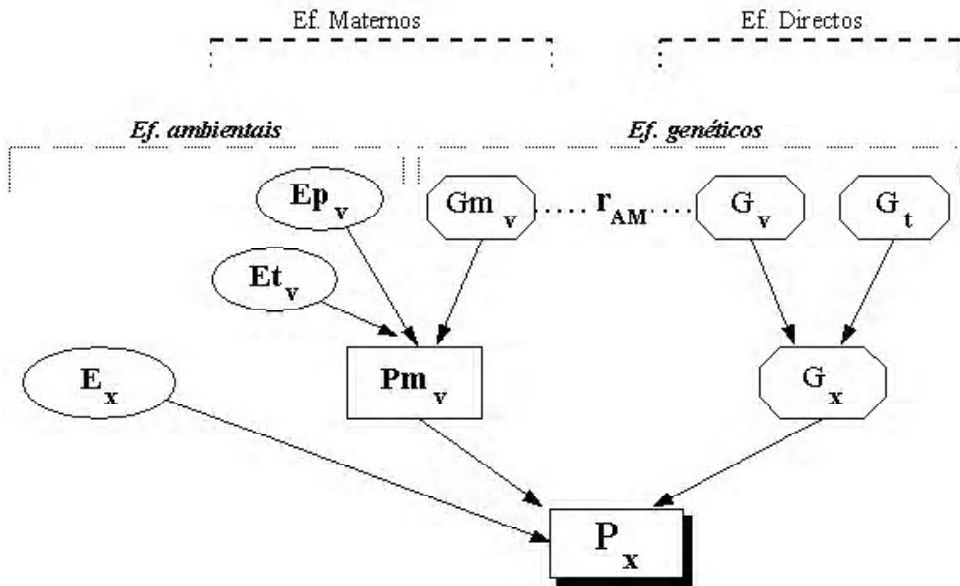 Ef. Maternos
Ef. Directos
Ef. ambientais
Ef. genéticos
Ep v
Gm v
r AM
G v
G t
Et v
E x
Pm v
G x
P x